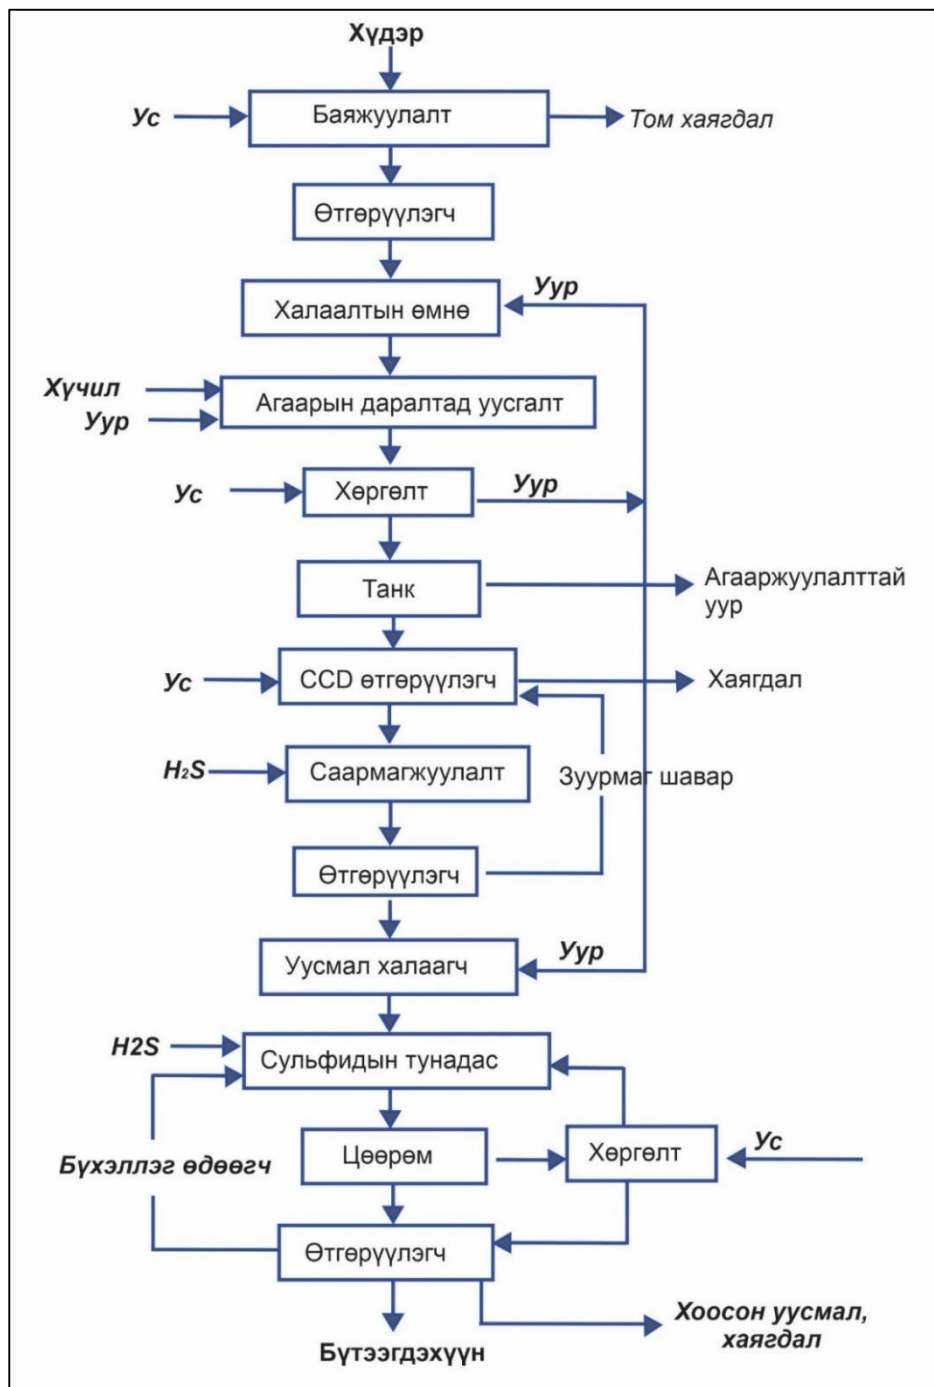 Хүдэр
Ус
Баяжуулалт
Том хаягдал
Өтгөрүүлэгч
Уур
Халаалтын өмнө
Хүчил
Уур
Агаарын даралтад уусгалт
Ус
Хөргөлт
Уур
Танк
Агааржуулалттай
уур
Ус
CCD өтгөрүүлэгч
Хаягдал
H₂S
Саармагжуулалт
Зуурмаг шавар
Өтгөрүүлэгч
Уусмал халаагч
Уур
H2S
Сульфидын тунадас
Бүхэллэг өдөөгч
Цөөрөм
Хөргөлт
Ус
Өтгөрүүлэгч
Бүтээгдэхүүн
Хоосон уусмал,
хаягдал